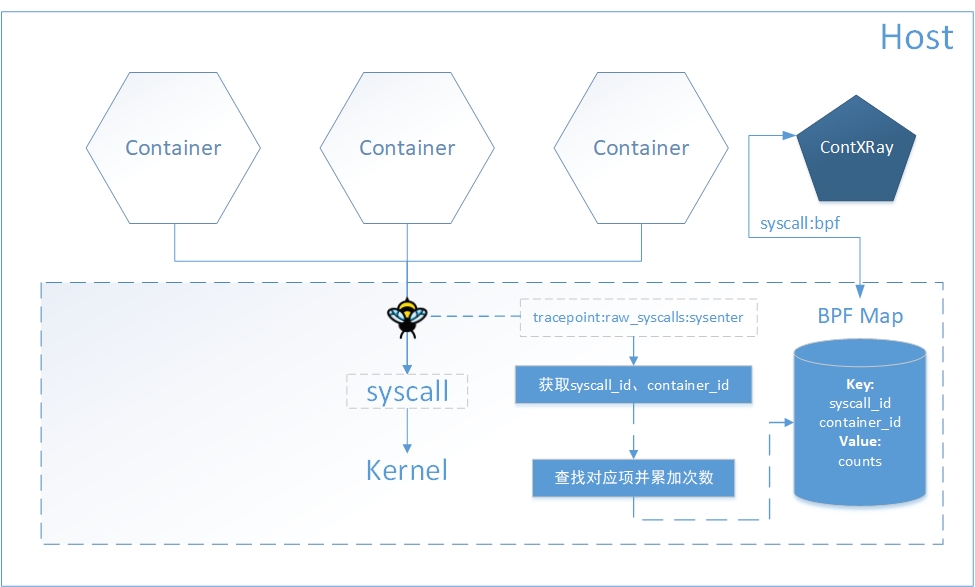 Host
Container
Container
Container
ContXRay
syscall:bpf
tracepoint:raw_syscalls:sysenter
BPF Map
获取syscall_id、container_id
syscall
Key:
syscall_id
container_id
Value:
counts
Kernel
查找对应项并累加次数